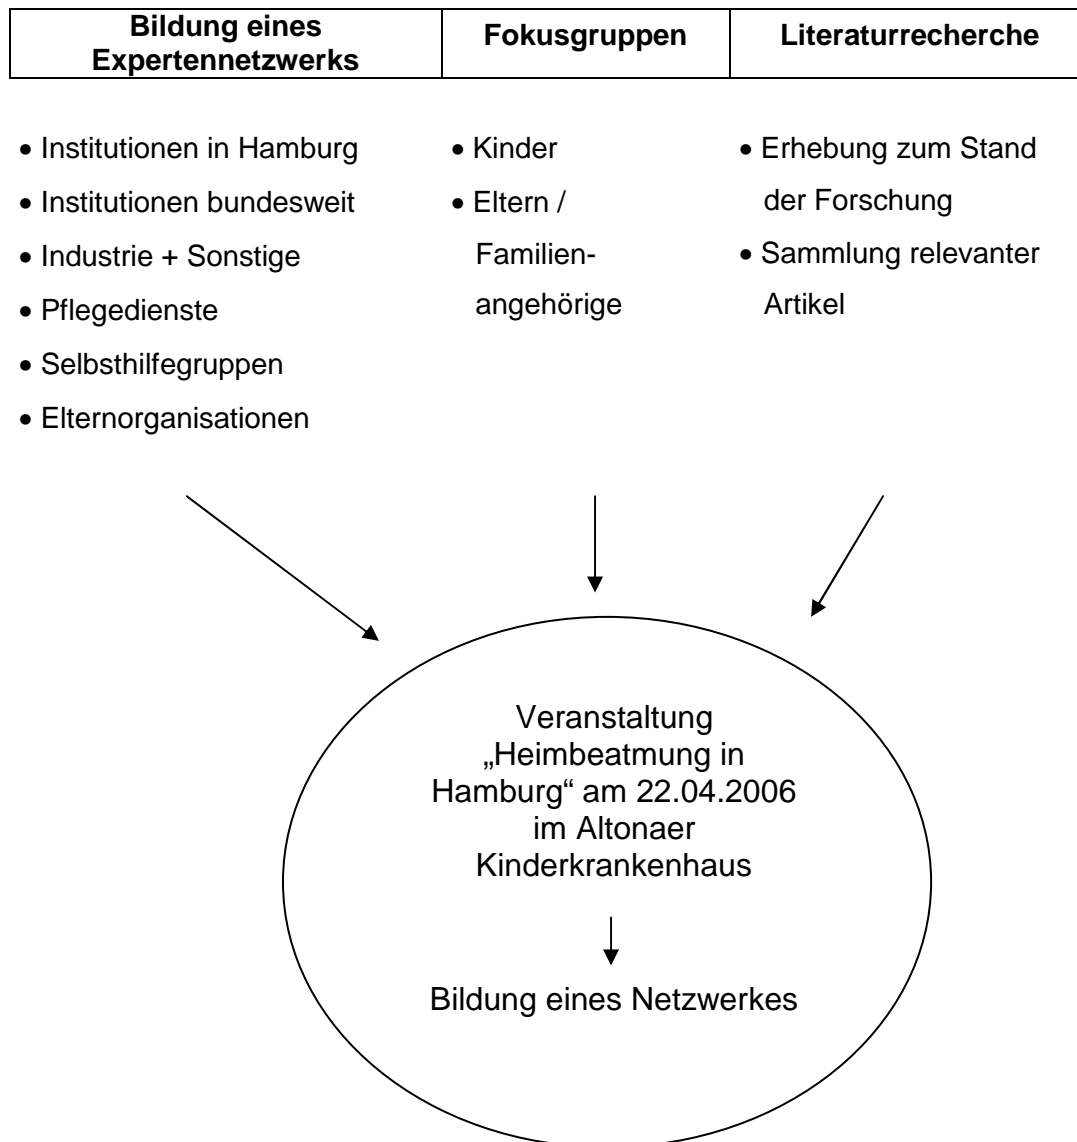 Bildung eines
Expertennetzwerks
Fokusgruppen
Literaturrecherche
• Institutionen in Hamburg
• Institutionen bundesweit
• Industrie + Sonstige
• Pflegedienste
• Selbsthilfegruppen
• Elternorganisationen
• Kinder
• Eltern /
Familien-
angehörige
• Erhebung zum Stand
der Forschung
• Sammlung relevanter
Artikel
Veranstaltung
„Heimbeatmung in
Hamburg“ am 22.04.2006
im Altonaer
Kinderkrankenhaus
Bildung eines Netzwerkes